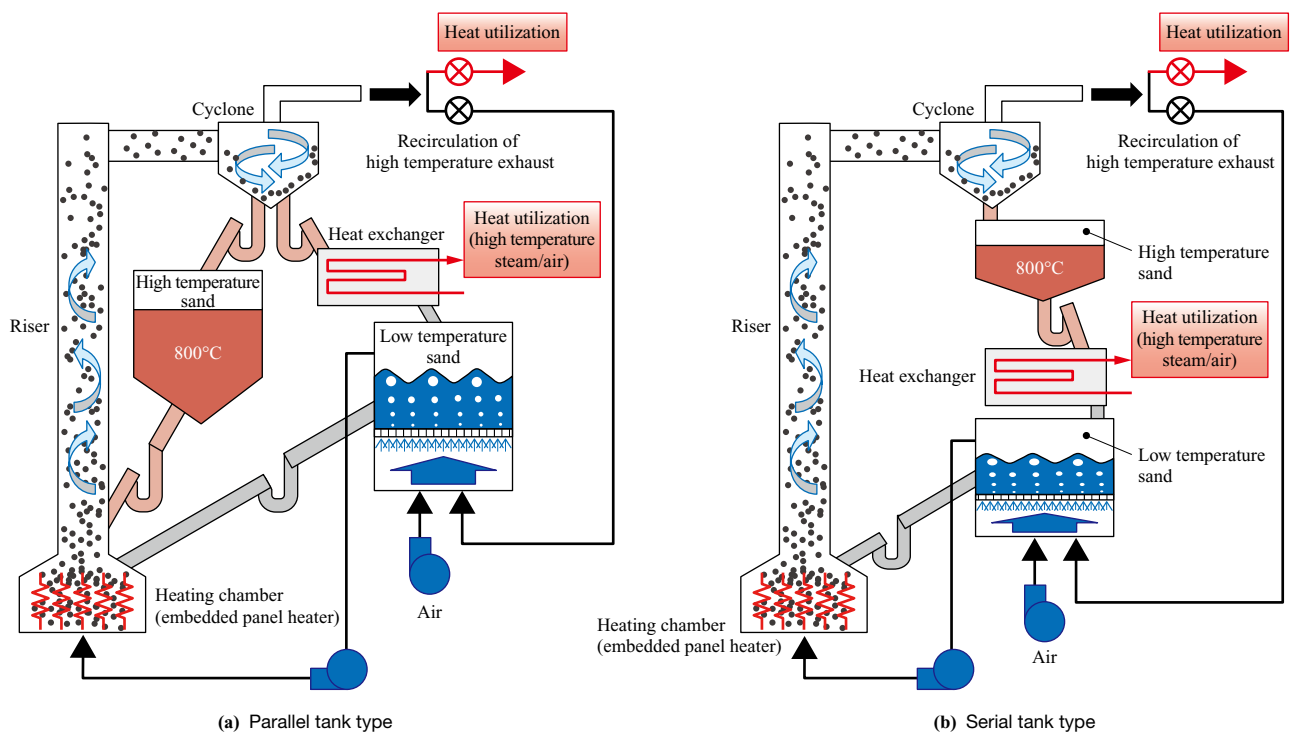 Heat utilization
Cyclone
Recirculation of
high temperature exhaust
Heat exchanger
Heat utilization
(high temperature
steam/air)
High temperature
sand
800°C
Riser
Low temperature
sand
Heating chamber
(embedded panel heater)
Air
(a) Parallel tank type
Heat utilization
Cyclone
Recirculation of
high temperature exhaust
High temperature
sand
800°C
Riser
Heat utilization
(high temperature
steam/air)
Heat exchanger
Low temperature
sand
Heating chamber
(embedded panel heater)
Air
(b) Serial tank type